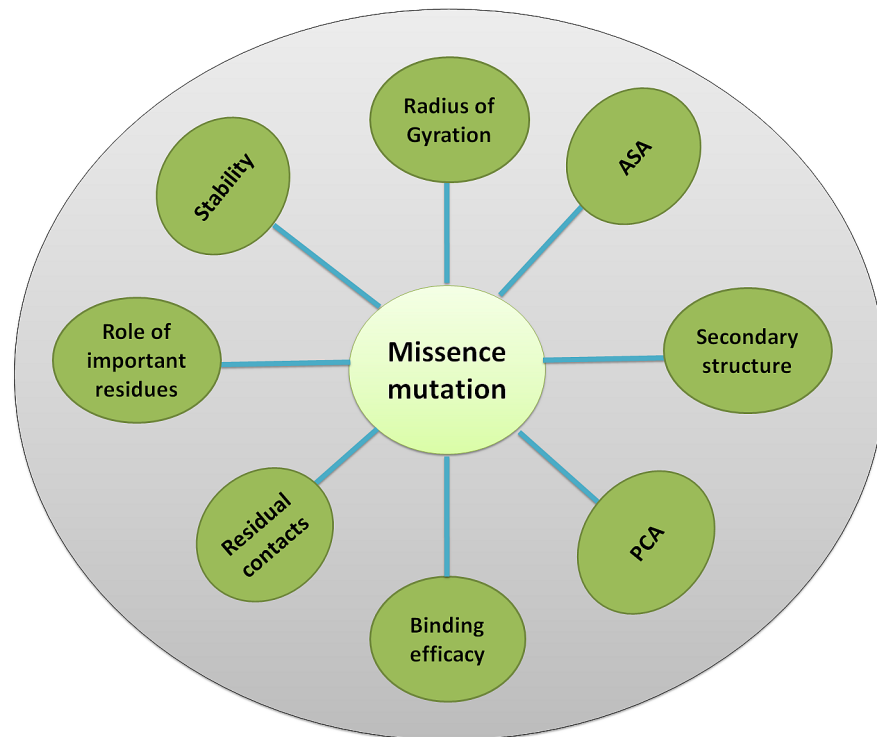 Radius of
Gyration
ASA
Stability
Role of
important
residues
Missence
mutation
Secondary
structure
Residual
contacts
PCA
Binding
efficacy